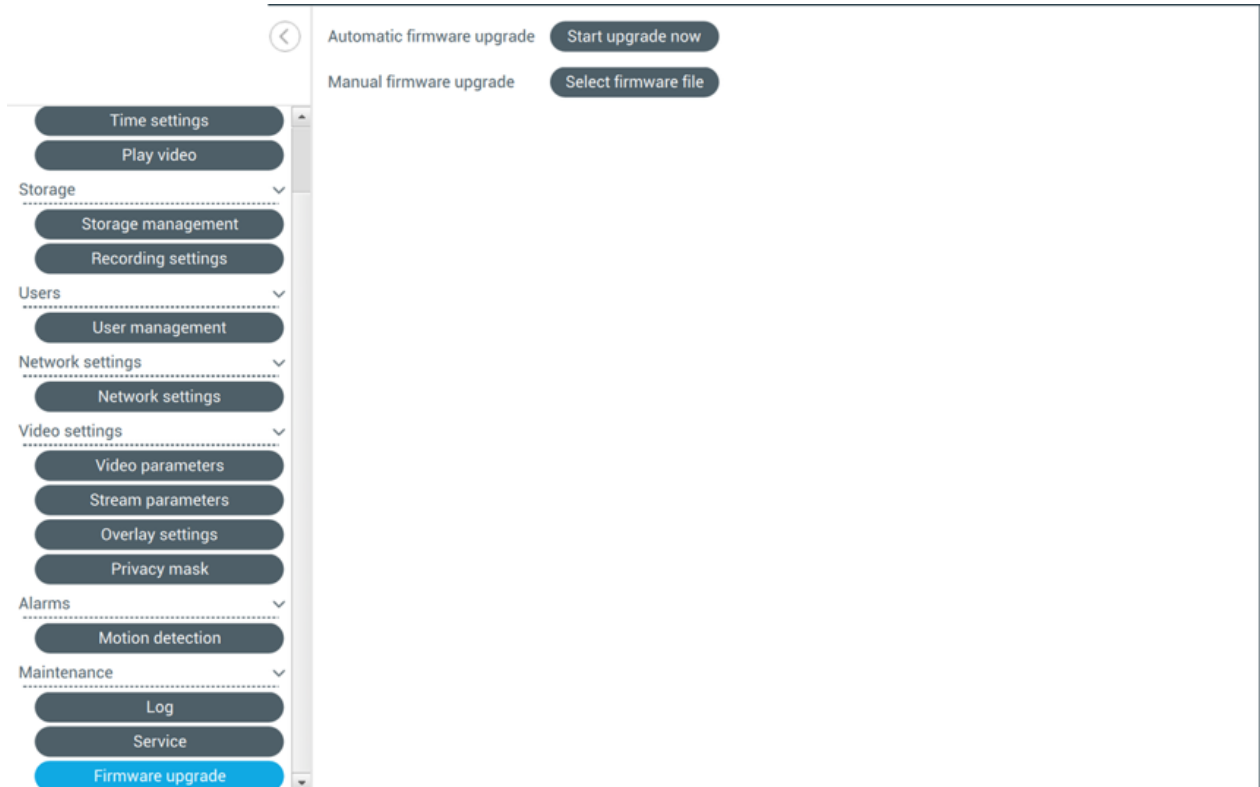 Automatic firmware upgrade Start upgrade now
Manual firmware upgrade Select firmware file
Time settings
Play video
Storage
Storage management
Recording settings
Users
User management
Network settings
Network settings
Video settings
Video parameters
Stream parameters
Overlay settings
Privacy mask
Alarms
Motion detection
Maintenance
Log
Service
Firmware upgrade